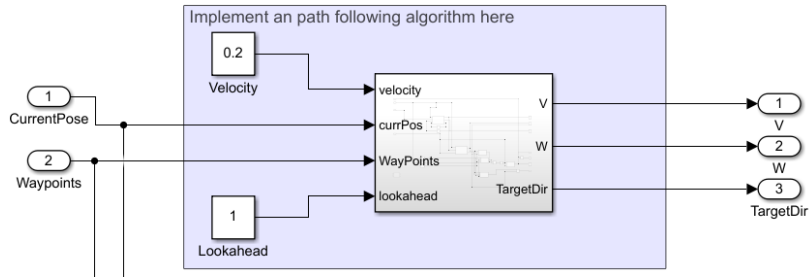 Implement an path following algorithm here
0.2
Velocity
1
CurrentPose
2
Waypoints
1
Lookahead
velocity
currPos
WayPoints
lookahead
V
W
TargetDir
1
V
2
W
3
TargetDir